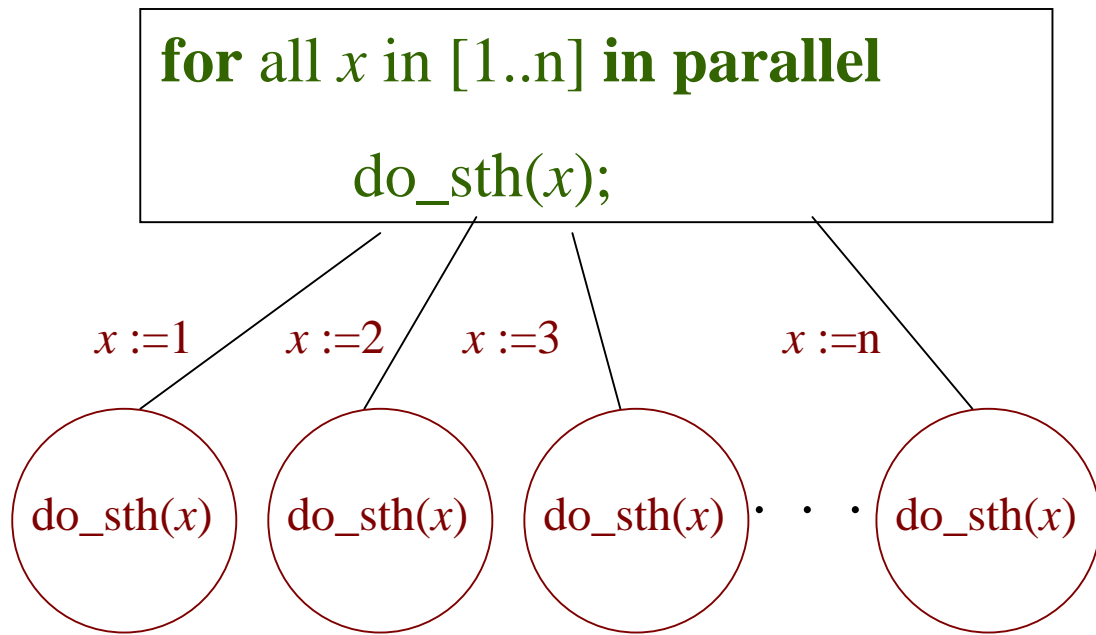 for all x in [1..n] in parallel
do_sth(x);
x :=1 x :=2 x :=3 x :=n
do_sth(x) do_sth(x) do_sth(x) . . . do_sth(x)